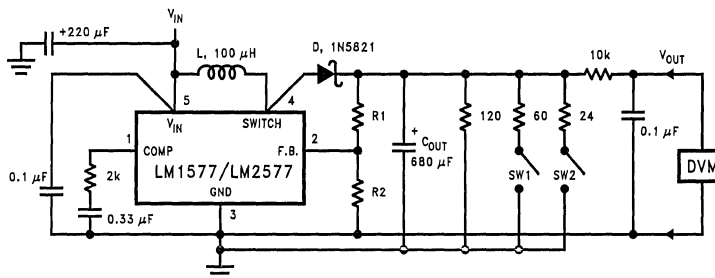 V_IN
+220 µF
L, 100 µH
D, 1N5821
10k
V_OUT
5
4
V_IN
SWITCH
1
COMP
2
F.B.
LM1577/LM2577
GND
3
0.1 µF
2k
0.33 µF
R1
R2
+
C_OUT
680 µF
120
60
24
SW1
SW2
0.1 µF
DVM